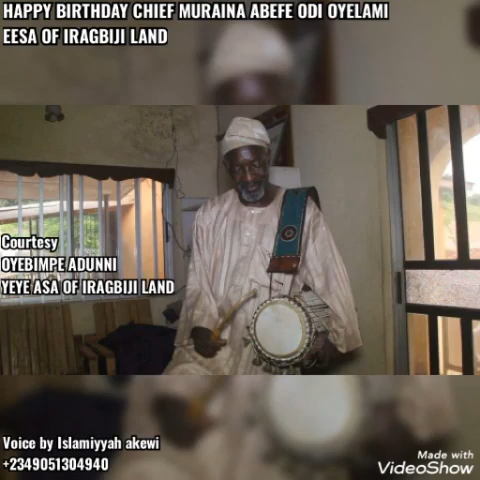 HAPPY BIRTHDAY CHIEF MURAINA ABEFE ODI OYELAMI
EESA OF IRAGBIJI LAND
Courtesy
OYEBIMPE ADUNNI
YEYE ASA OF IRAGBIJI LAND
Voice by Islamiyyah akewi
+2349051304940
Made with
VideoShow